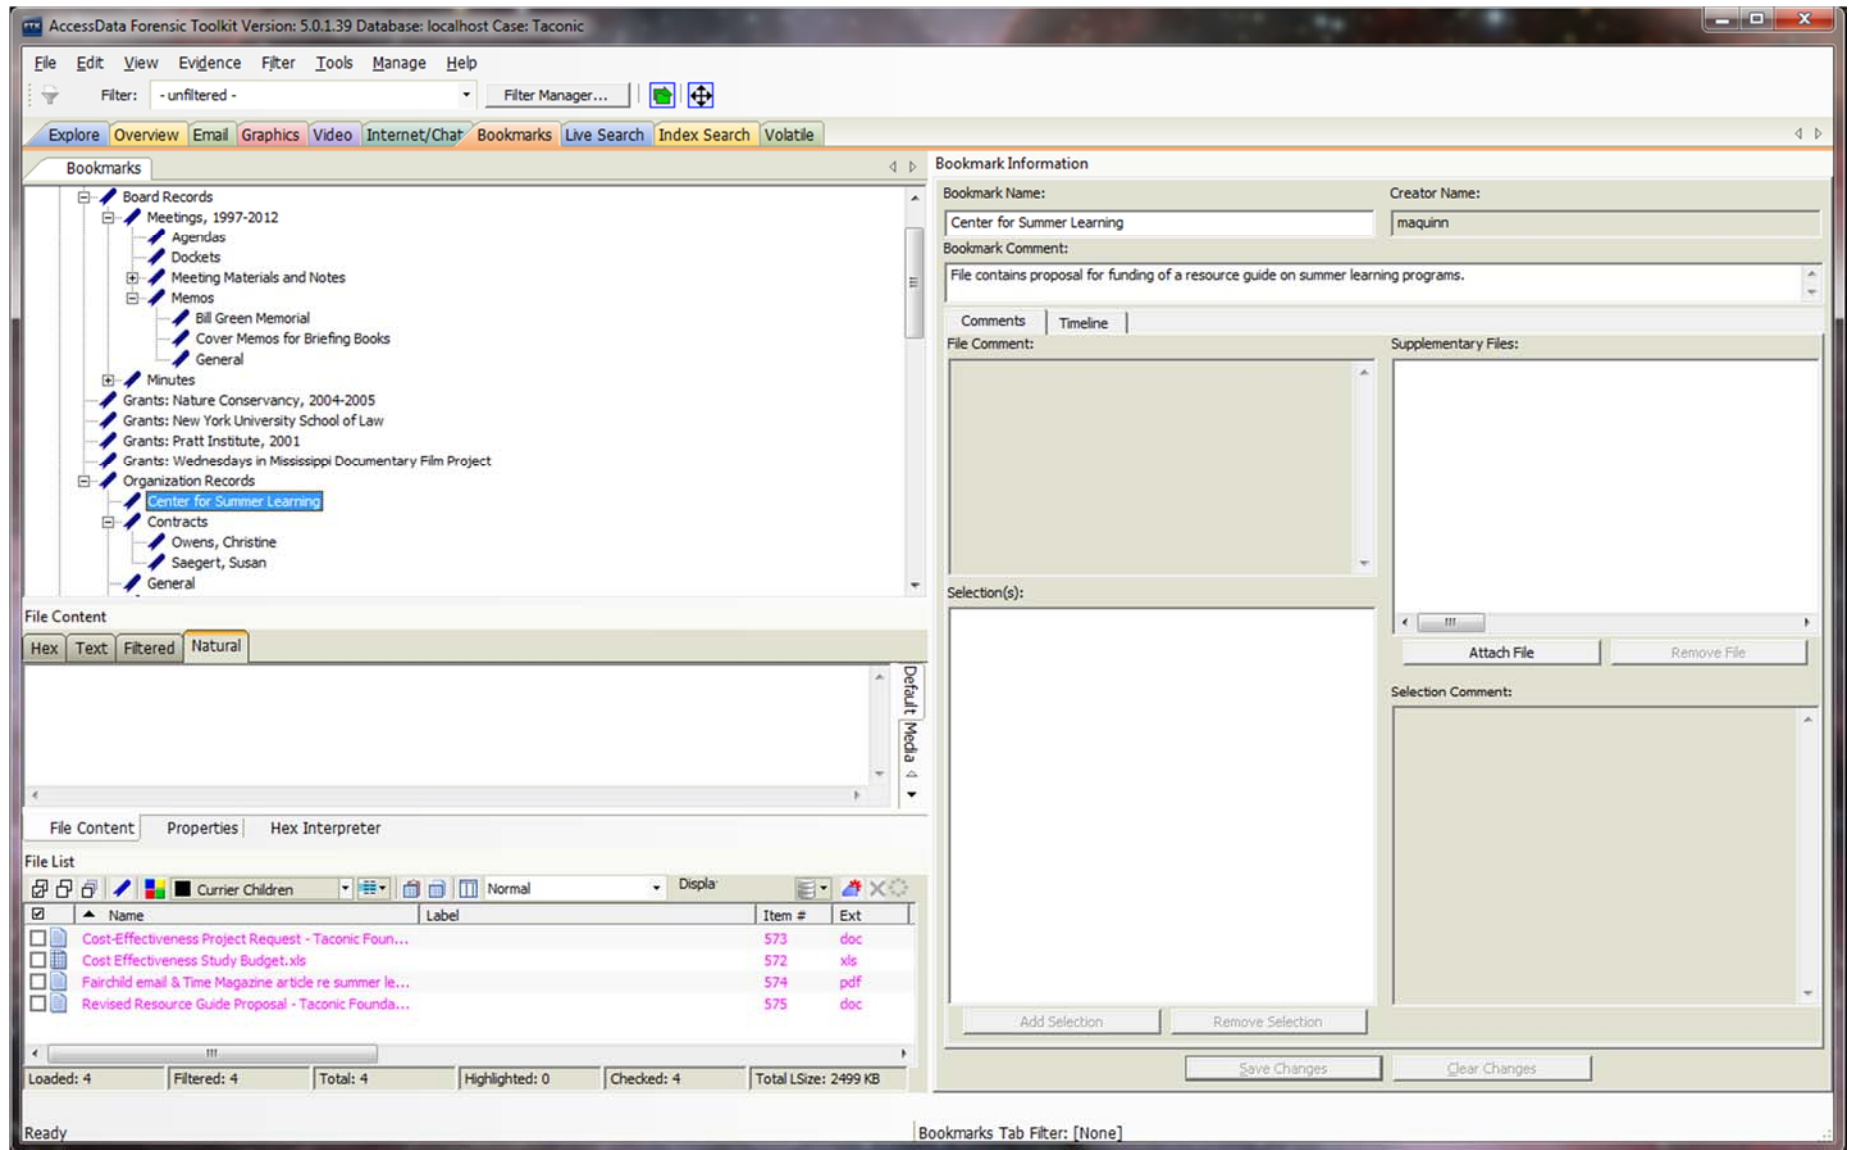 AccessData Forensic Toolkit Version: 5.0.1.39 Database: localhost Case: Taconic
File Edit View Evidence Filter Tools Manage Help
Filter: - unfiltered - Filter Manager...
Explore Overview Email Graphics Video Internet/Chat Bookmarks Live Search Index Search Volatile
Bookmarks
Board Records
Meetings, 1997-2012
Agendas
Dockets
Meeting Materials and Notes
Memos
Bill Green Memorial
Cover Memos for Briefing Books
General
Minutes
Grants: Nature Conservancy, 2004-2005
Grants: New York University School of Law
Grants: Pratt Institute, 2001
Grants: Wednesdays in Mississippi Documentary Film Project
Organization Records
Center for Summer Learning
Contracts
Owens, Christine
Saegert, Susan
General
File Content
Hex Text Filtered Natural
Default Media
File Content Properties Hex Interpreter
File List
Currier Children Normal Displa
Name Label Item # Ext
Cost-Effectiveness Project Request - Taconic Foun... 573 doc
Cost Effectiveness Study Budget.xls 572 xls
Fairchild email & Time Magazine article re summer le... 574 pdf
Revised Resource Guide Proposal - Taconic Founda... 575 doc
Loaded: 4 Filtered: 4 Total: 4 Highlighted: 0 Checked: 4 Total LSize: 2499 KB
Bookmark Information
Bookmark Name: Creator Name:
Center for Summer Learning maquinn
Bookmark Comment:
File contains proposal for funding of a resource guide on summer learning programs.
Comments Timeline
File Comment: Supplementary Files:
Selection(s):
Attach File Remove File
Selection Comment:
Add Selection Remove Selection
Save Changes Clear Changes
Ready Bookmarks Tab Filter: [None]